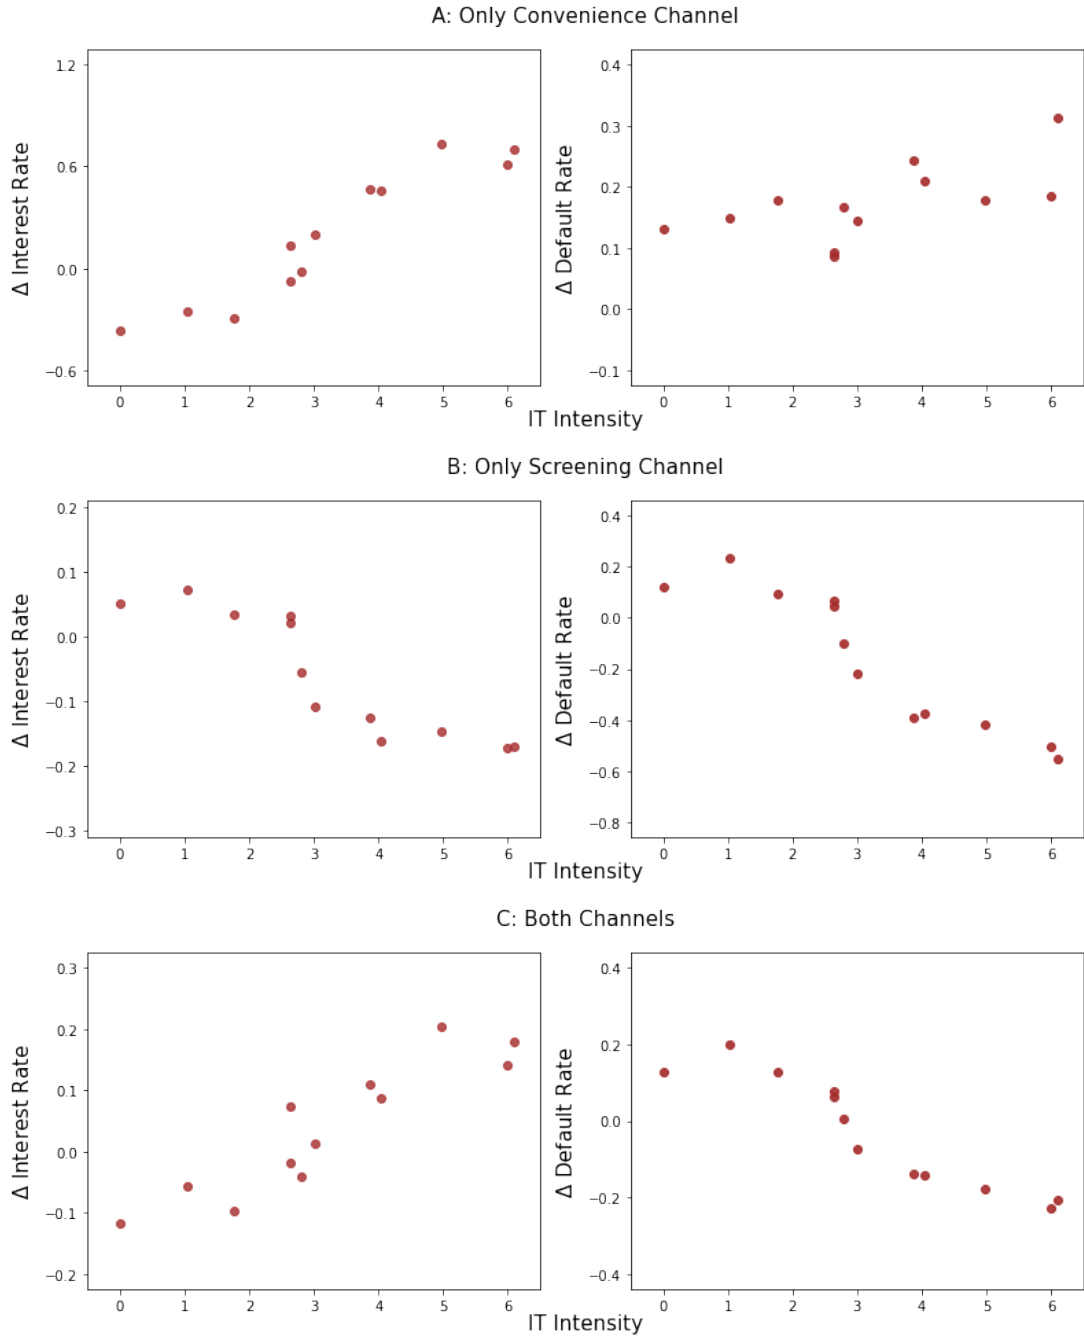 A: Only Convenience Channel
Δ Interest Rate
1.2
0.6
0.0
−0.6
0 1 2 3 4 5 6
Δ Default Rate
0.4
0.3
0.2
0.1
0.0
−0.1
0 1 2 3 4 5 6
IT Intensity
B: Only Screening Channel
Δ Interest Rate
0.2
0.1
0.0
−0.1
−0.2
−0.3
0 1 2 3 4 5 6
Δ Default Rate
0.4
0.2
0.0
−0.2
−0.4
−0.6
−0.8
0 1 2 3 4 5 6
IT Intensity
C: Both Channels
Δ Interest Rate
0.3
0.2
0.1
0.0
−0.1
−0.2
0 1 2 3 4 5 6
Δ Default Rate
0.4
0.2
0.0
−0.2
−0.4
0 1 2 3 4 5 6
IT Intensity